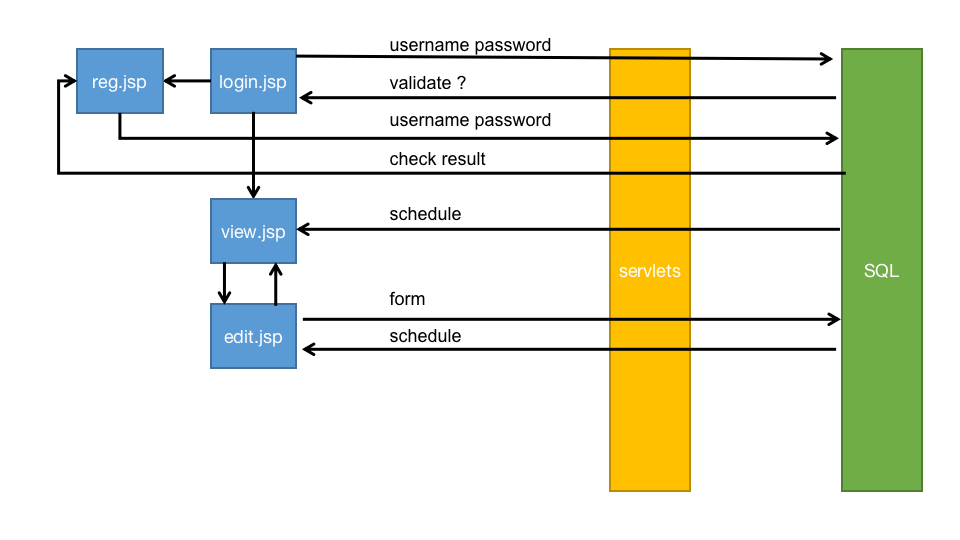 username password
reg.jsp
login.jsp
validate ?
username password
check result
schedule
view.jsp
servlets
SQL
form
schedule
edit.jsp